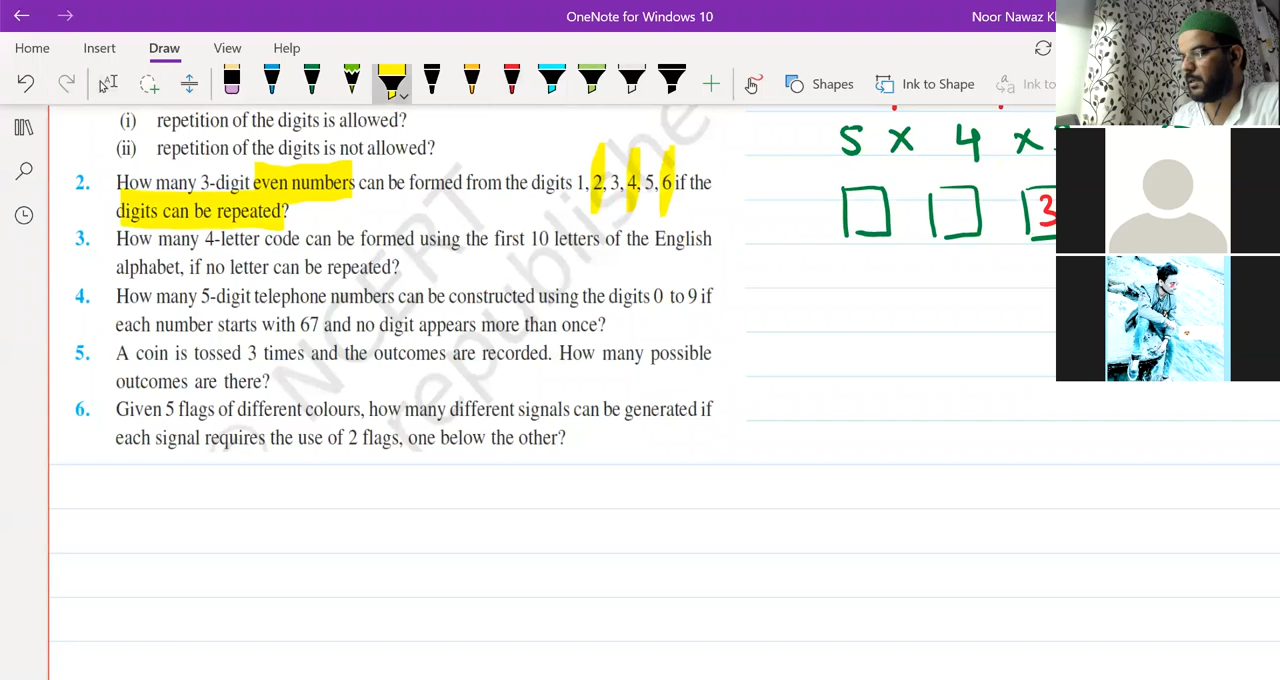 OneNote for Windows 10
Noor Nawaz Kh
Home Insert Draw View Help
Shapes Ink to Shape Ink to
(i) repetition of the digits is allowed?
(ii) repetition of the digits is not allowed?
5 x 4 x
2. How many 3-digit even numbers can be formed from the digits 1, 2, 3, 4, 5, 6 if the
digits can be repeated?
3
3. How many 4-letter code can be formed using the first 10 letters of the English
alphabet, if no letter can be repeated?
4. How many 5-digit telephone numbers can be constructed using the digits 0 to 9 if
each number starts with 67 and no digit appears more than once?
5. A coin is tossed 3 times and the outcomes are recorded. How many possible
outcomes are there?
6. Given 5 flags of different colours, how many different signals can be generated if
each signal requires the use of 2 flags, one below the other?
NCERT
republishe